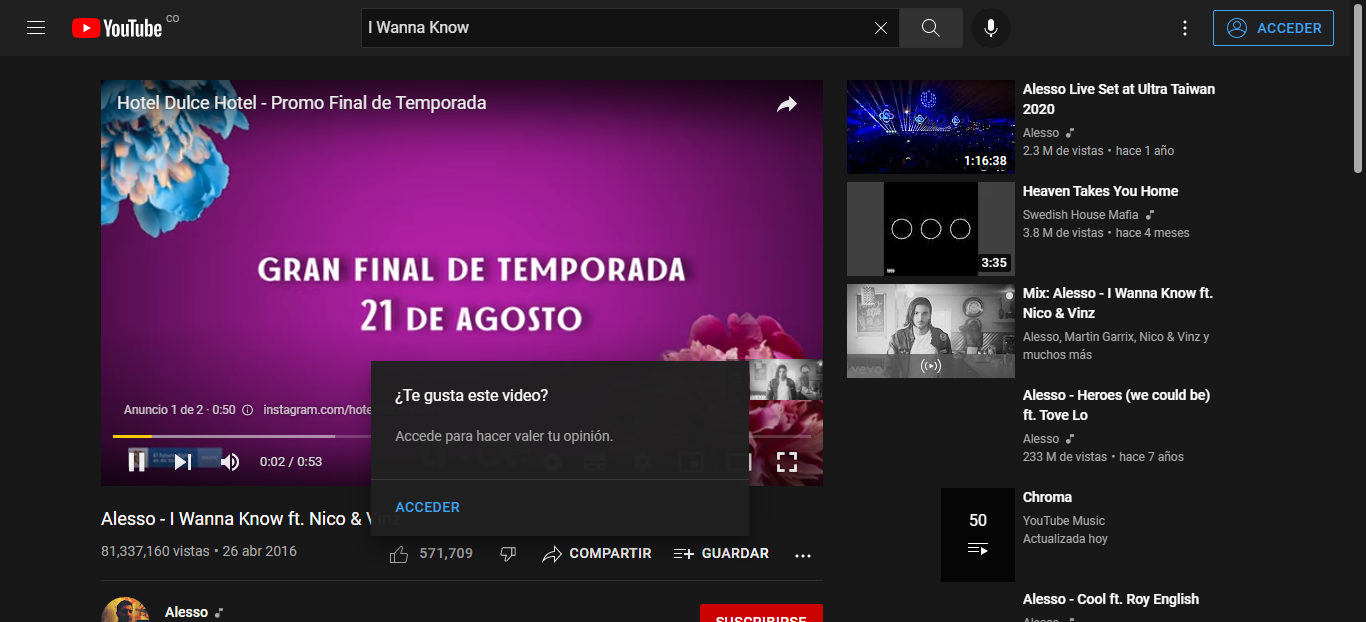 YouTube CO
I Wanna Know
ACCEDER
Hotel Dulce Hotel - Promo Final de Temporada
GRAN FINAL DE TEMPORADA
21 DE AGOSTO
Anuncio 1 de 2 · 0:50
instagram.com/hote
0:02 / 0:53
¿Te gusta este video?
Accede para hacer valer tu opinión.
ACCEDER
Alesso - I Wanna Know ft. Nico & Vinz
81,337,160 vistas • 26 abr 2016
571,709
COMPARTIR
GUARDAR
Alesso
SUSCRIBIRSE
1:16:38
Alesso Live Set at Ultra Taiwan
2020
Alesso
2.3 M de vistas • hace 1 año
3:35
Heaven Takes You Home
Swedish House Mafia
3.8 M de vistas • hace 4 meses
vevo
Mix: Alesso - I Wanna Know ft.
Nico & Vinz
Alesso, Martin Garrix, Nico & Vinz y
muchos más
Alesso - Heroes (we could be)
ft. Tove Lo
Alesso
233 M de vistas • hace 7 años
50
Chroma
YouTube Music
Actualizada hoy
Alesso - Cool ft. Roy English
Alesso